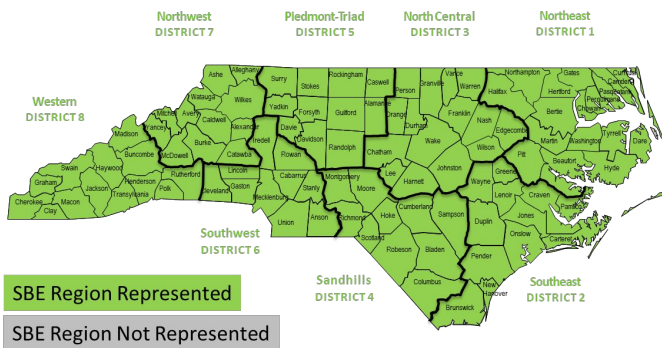 Northwest
DISTRICT 7
Piedmont-Triad
DISTRICT 5
North Central
DISTRICT 3
Northeast
DISTRICT 1
Western
DISTRICT 8
Ashe
Alleghany
Surry
Stokes
Rockingham
Caswell
Person
Granville
Vance
Warren
Northampton
Gates
Camden
Pasquotank
Perquimans
Chowan
Hertford
Halifax
Watauga
Wilkes
Yadkin
Forsyth
Guilford
Alamance
Orange
Durham
Franklin
Nash
Edgecombe
Bertie
Mitchell
Avery
Caldwell
Alexander
Iredell
Davie
Davidson
Randolph
Chatham
Wake
Wilson
Martin
Washington
Tyrrell
Dare
Madison
Yancey
Burke
Catawba
Rowan
Johnston
Pitt
Beaufort
Hyde
Buncombe
McDowell
Lincoln
Cabarrus
Montgomery
Lee
Harnett
Wayne
Greene
Swain
Haywood
Rutherford
Cleveland
Gaston
Mecklenburg
Stanly
Moore
Lenoir
Craven
Pamlico
Graham
Jackson
Henderson
Transylvania
Polk
Cherokee
Clay
Macon
Union
Anson
Richmond
Hoke
Cumberland
Sampson
Duplin
Jones
Onslow
Carteret
Scotland
Robeson
Bladen
Pender
Columbus
New
Hanover
Brunswick
Southwest
DISTRICT 6
Sandhills
DISTRICT 4
Southeast
DISTRICT 2
SBE Region Represented
SBE Region Not Represented